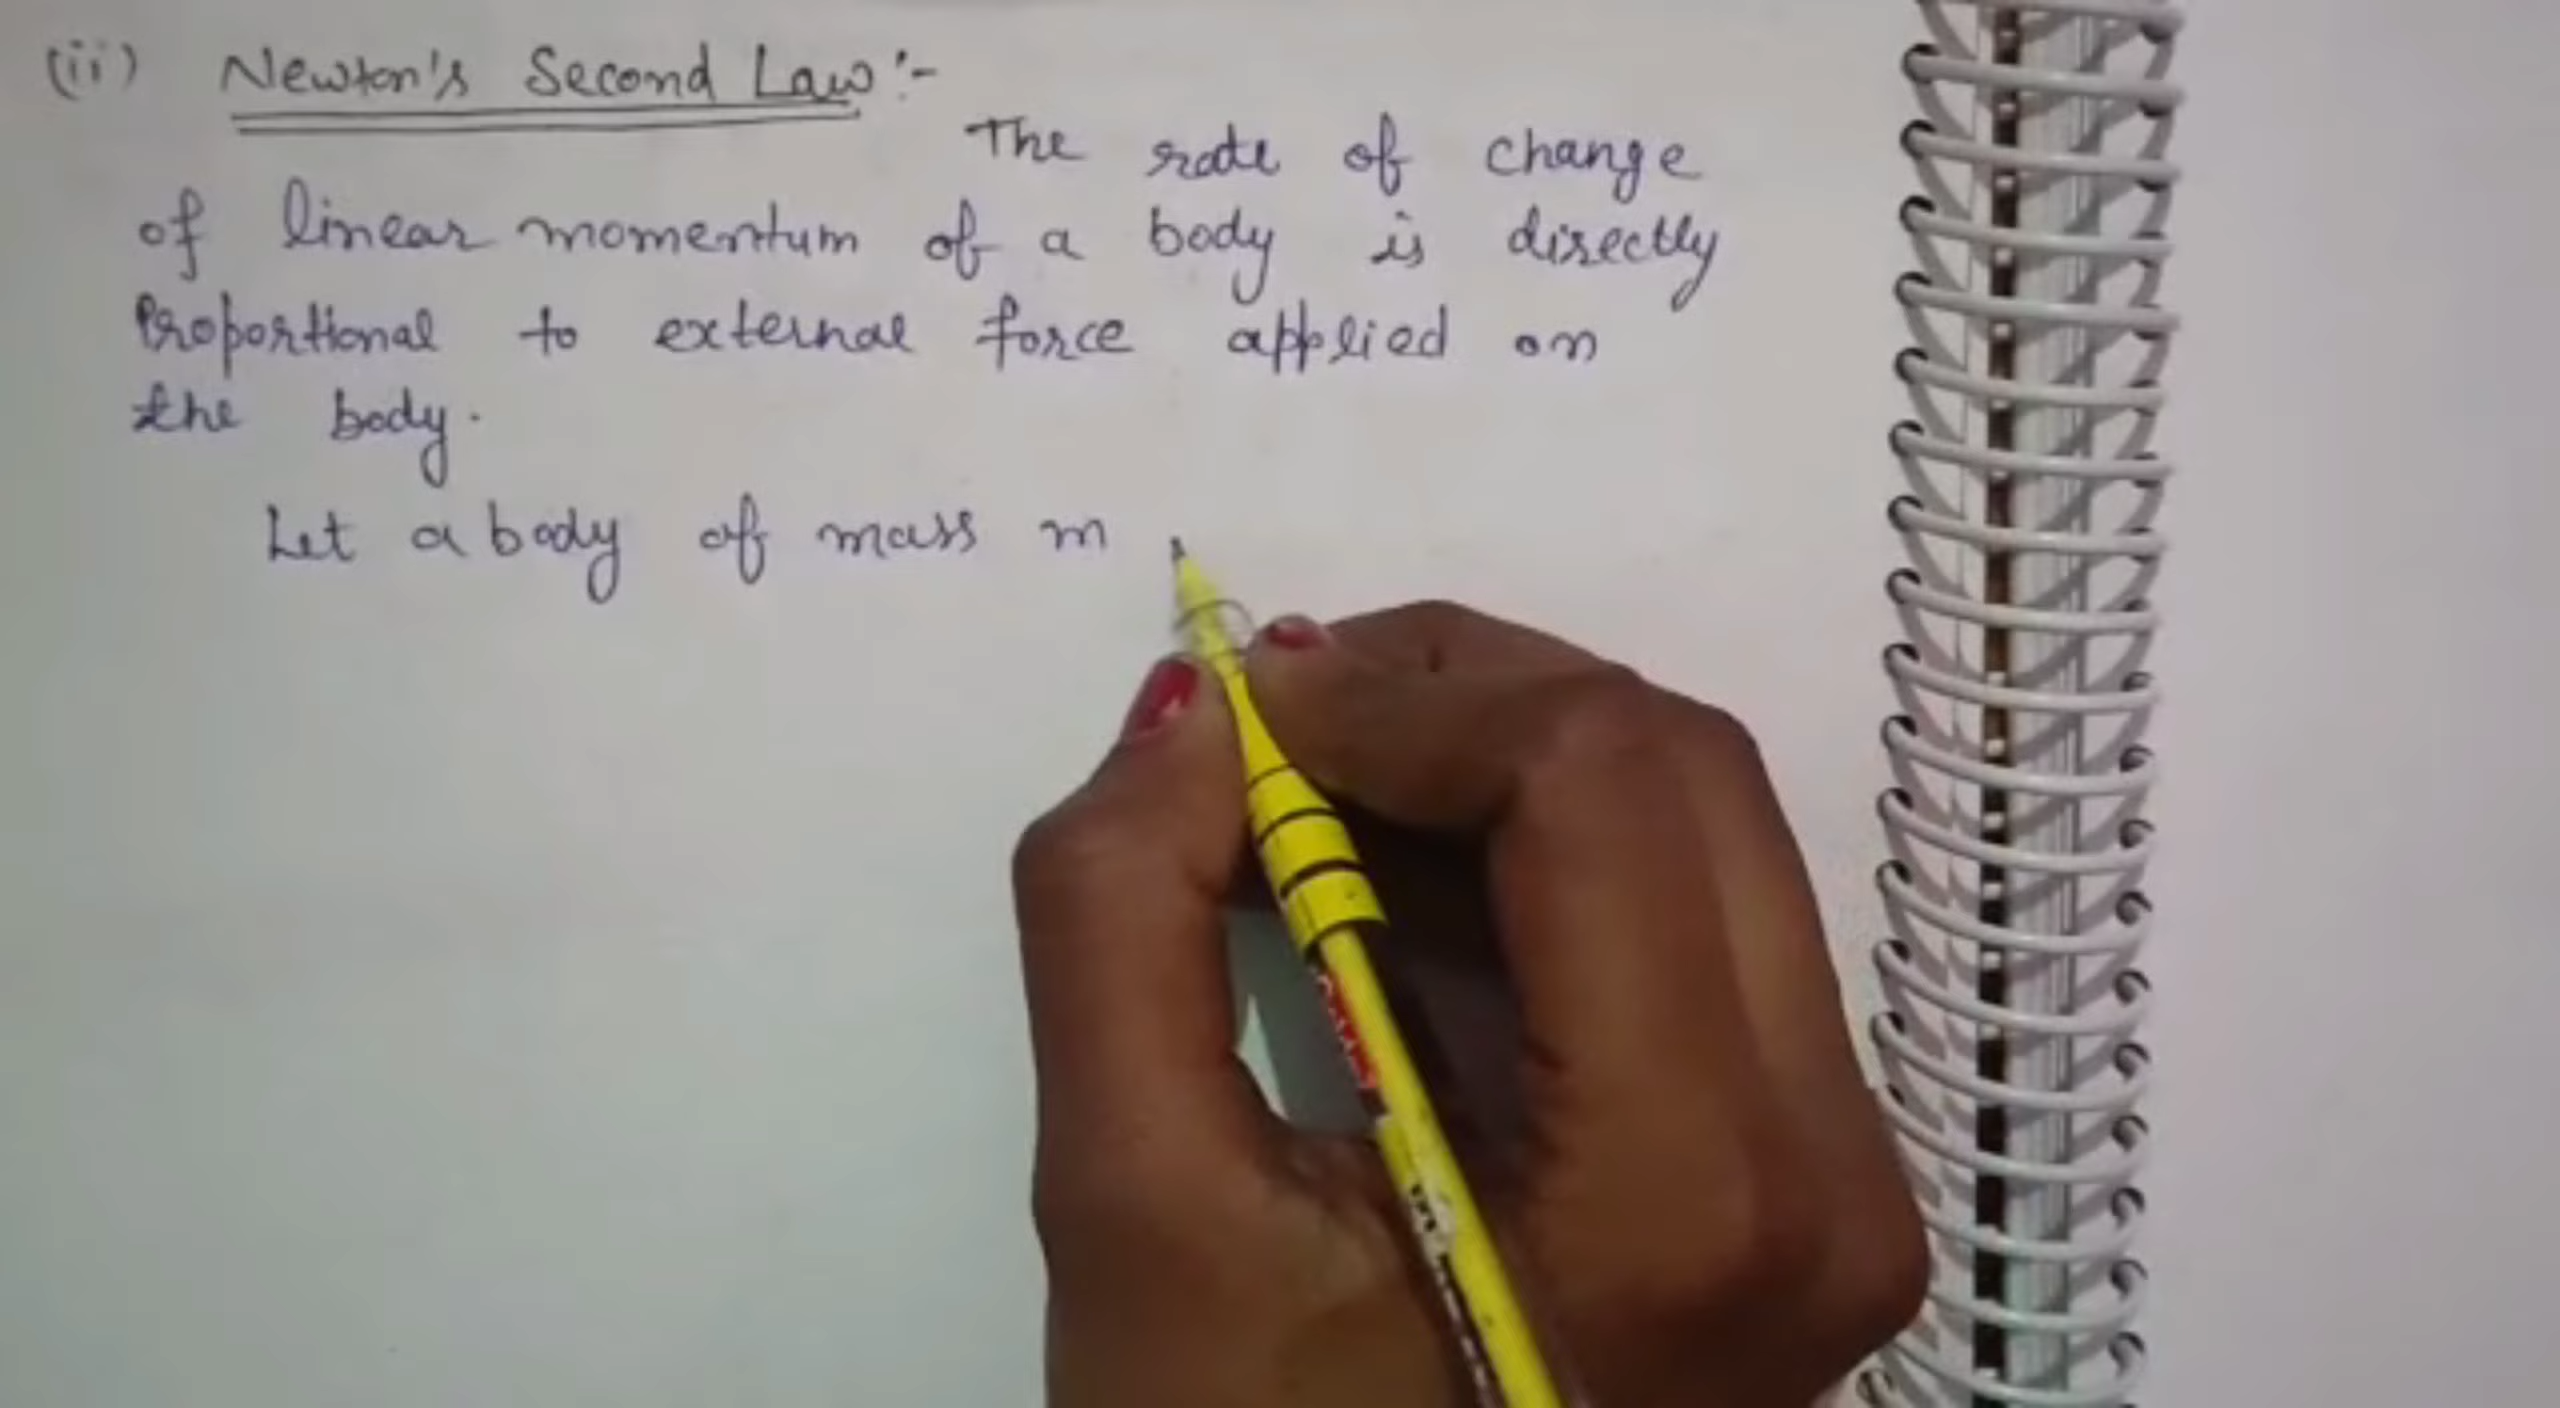 (ii) Newton's Second Law :-
The rate of change
of linear momentum of a body is directly
Proportional to external force applied on
the body.
Let a body of mass m